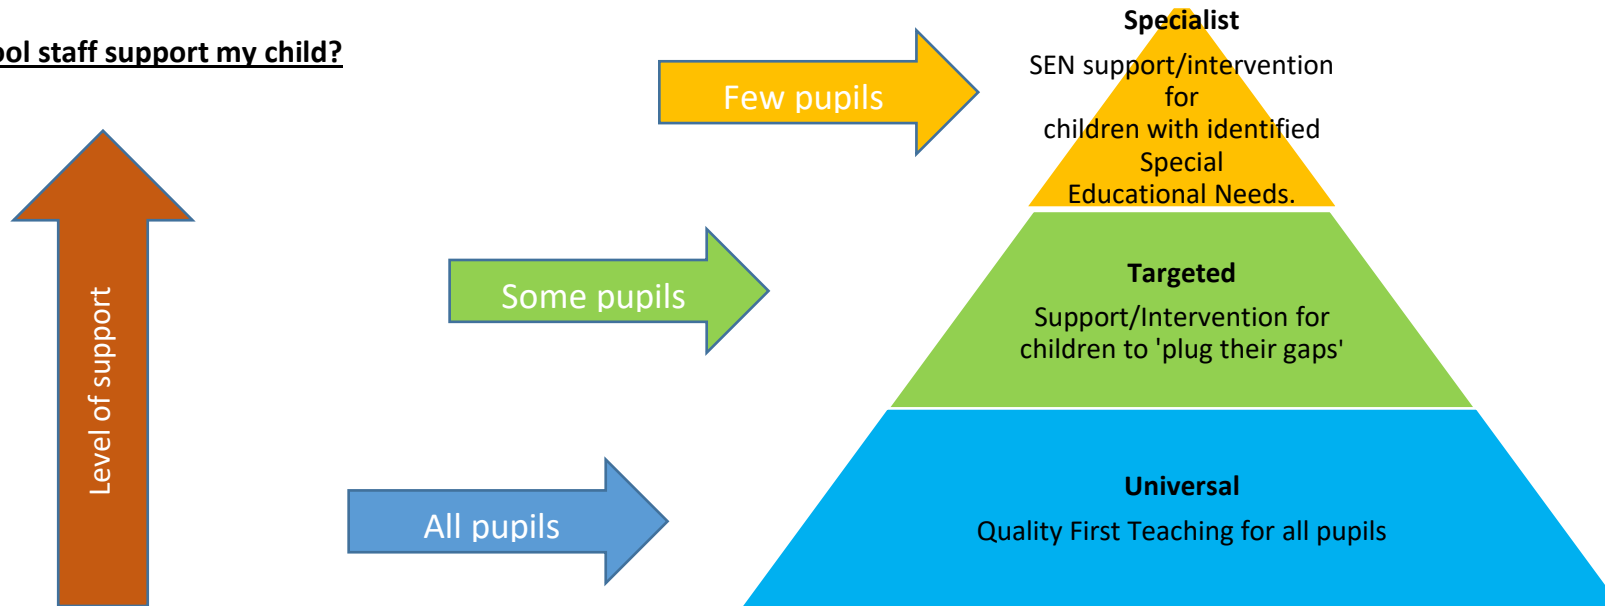 ool staff support my child?
Specialist
SEN support/intervention
for
children with identified
Special
Educational Needs.
Few pupils
Targeted
Support/Intervention for
children to 'plug their gaps'
Some pupils
Level of support
Universal
Quality First Teaching for all pupils
All pupils